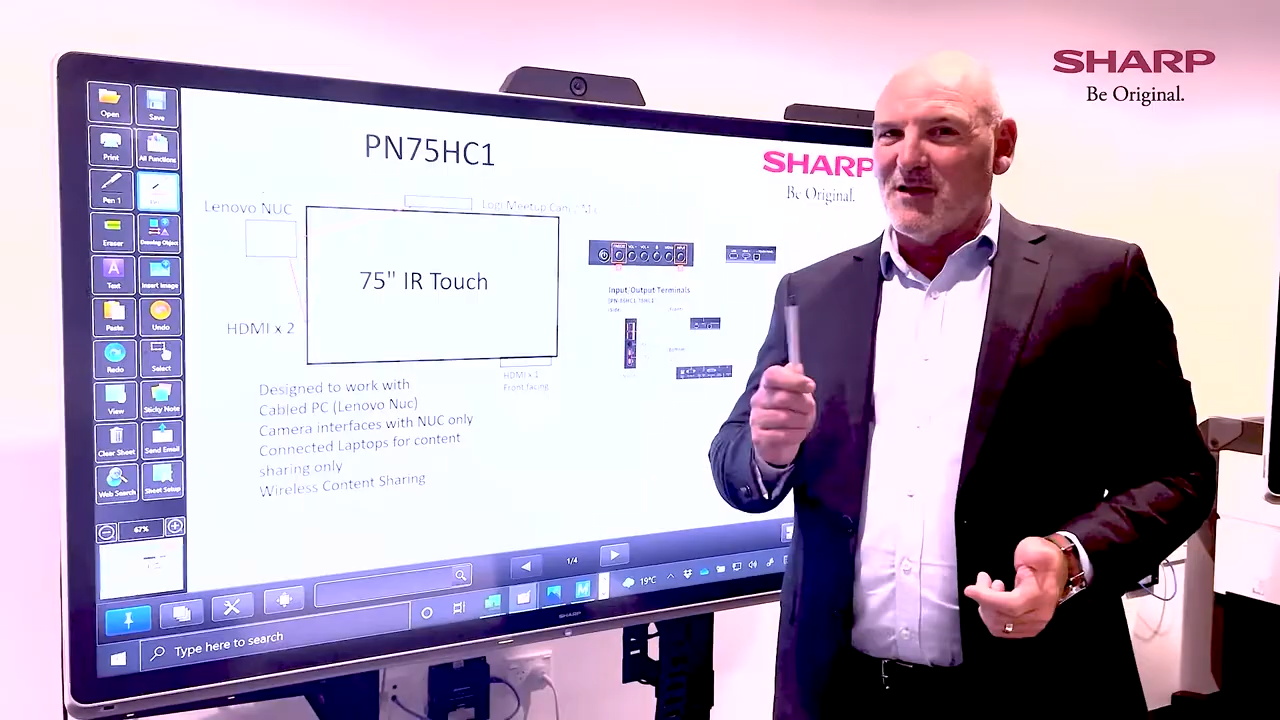 SHARP
Be Original.
PN75HC1
SHARP
Be Original.
Lenovo NUC
75" IR Touch
HDMI x 2
HDMI x 1
Front facing
Input/Output Terminals
Designed to work with
Cabled PC (Lenovo Nuc)
Camera interfaces with NUC only
Connected Laptops for content
sharing only
Wireless Content Sharing
Open
Save
Print
All Functions
Pen 1
Eraser
Drawing Object
Text
Insert Image
Paste
Undo
Redo
Select
View
Sticky Note
Clear Sheet
Send Email
Web Search
Sheet Setup
67%
1/4
19°C
Type here to search
SHARP